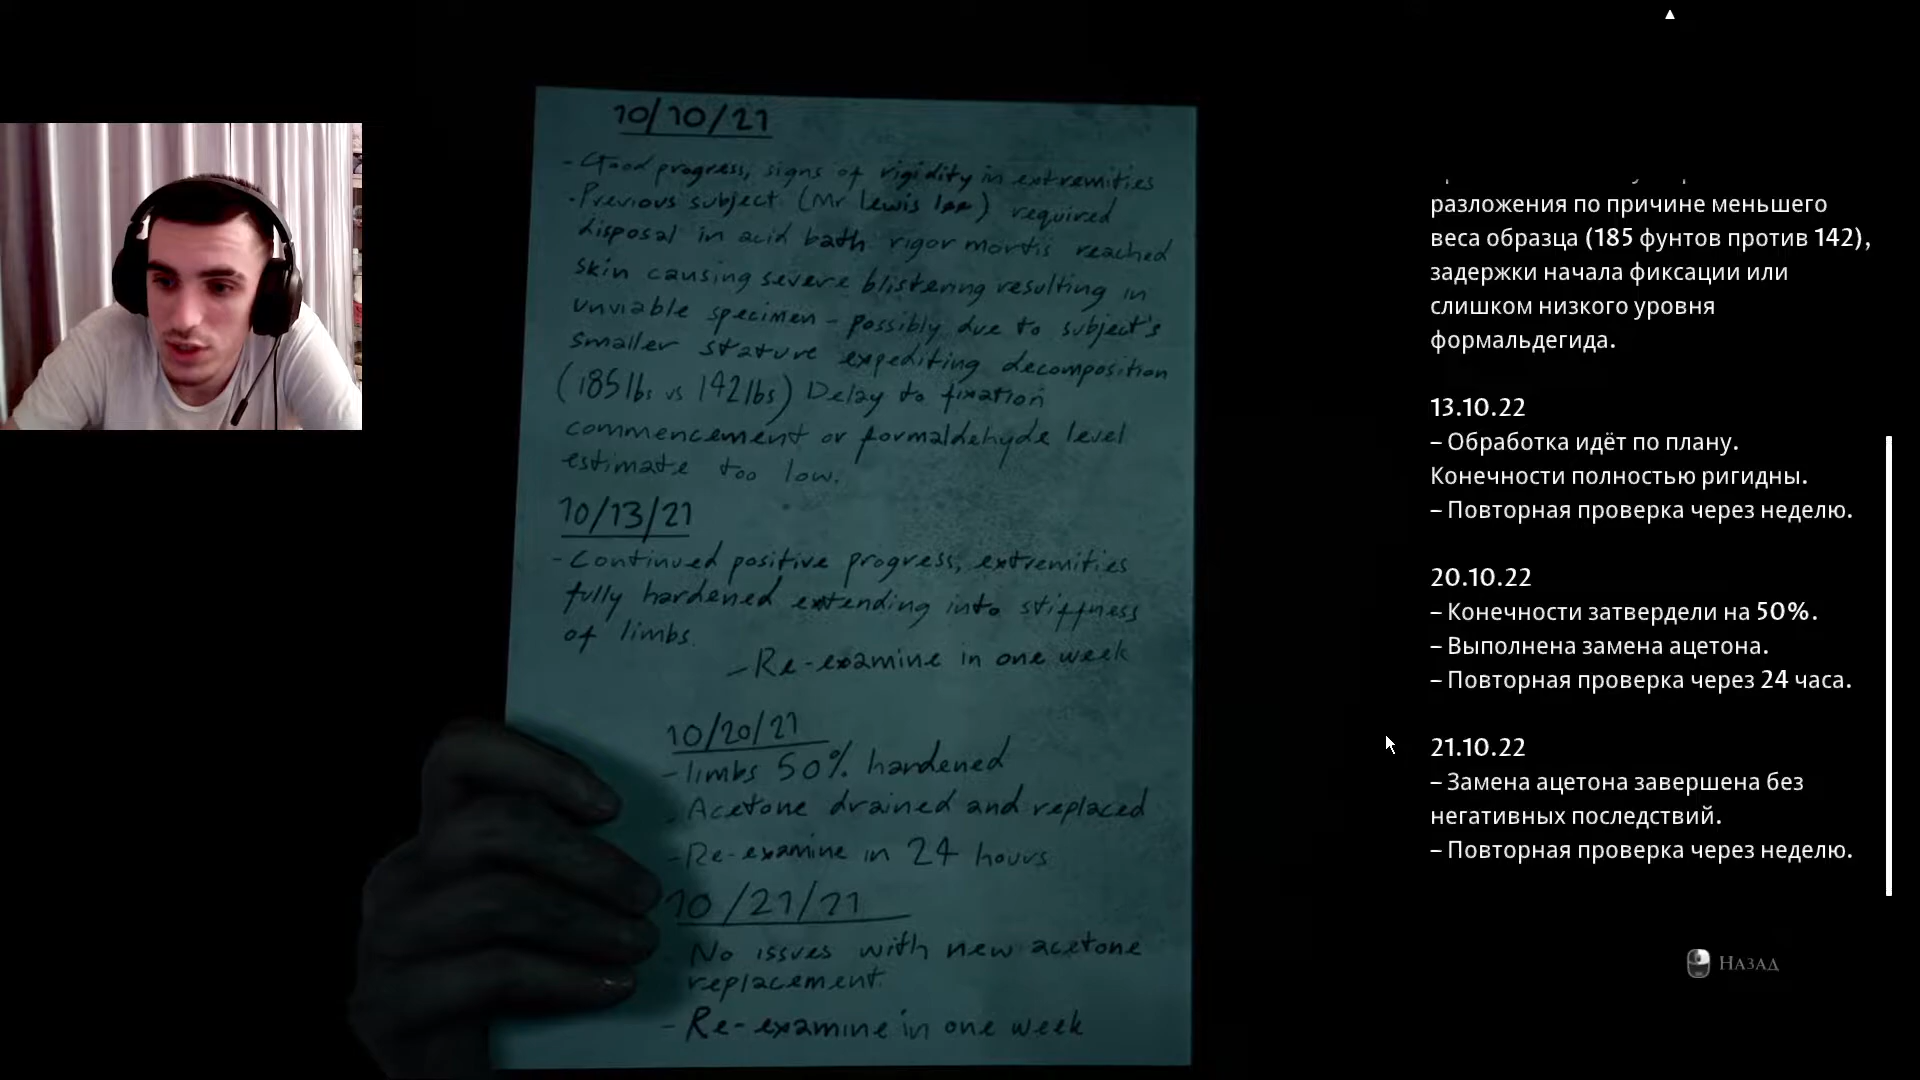 10/10/21
- Good progress, signs of rigidity in extremities
- Previous subject (Mr Lewis) required
disposal in acid bath rigor mortis reached
skin causing severe blistering resulting in
unviable specimen - possibly due to subject's
smaller stature expediting decomposition
(185lbs vs 142lbs) Delay to fixation
commencement or formaldehyde level
estimate too low.
10/13/21
- Continued positive progress, extremities
fully hardened extending into stiffness
of limbs.
- Re-examine in one week
10/20/21
- limbs 50% hardened
- Acetone drained and replaced
- Re-examine in 24 hours
10/21/21
No issues with new acetone
replacement.
- Re-examine in one week
разложения по причине меньшего
веса образца (185 фунтов против 142),
задержки начала фиксации или
слишком низкого уровня
формальдегида.
13.10.22
– Обработка идёт по плану.
Конечности полностью ригидны.
– Повторная проверка через неделю.
20.10.22
– Конечности затвердели на 50%.
– Выполнена замена ацетона.
– Повторная проверка через 24 часа.
21.10.22
– Замена ацетона завершена без
негативных последствий.
– Повторная проверка через неделю.
НАЗАД